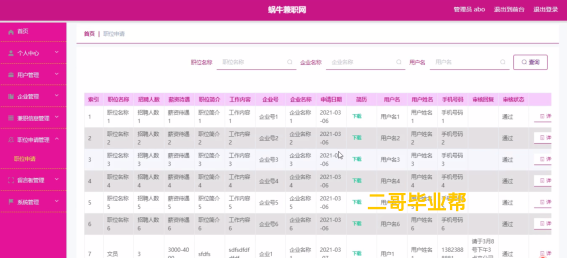 蜗牛兼职网
管理员 abo 退出到前台 退出登录
首页
个人中心
用户管理
企业管理
兼职信息管理
职位申请管理
职位申请
留言板管理
系统管理
首页 | 职位申请
职位名称 职位名称 企业名称 企业名称 用户名 用户名 查询
索引 职位名称 招聘人数 薪资待遇 职位简介 工作内容 企业号 企业名称 申请日期 简历 用户名 用户姓名 手机号码 审核回复 审核状态
1 职位名称1 招聘人数1 薪资待遇1 职位简介1 工作内容1 企业号1 企业名称1 2021-03-06 下载 用户名1 用户姓名1 手机号码1 通过 详
2 职位名称2 招聘人数2 薪资待遇2 职位简介2 工作内容2 企业号2 企业名称2 2021-03-06 下载 用户名2 用户姓名2 手机号码2 通过 详
3 职位名称3 招聘人数3 薪资待遇3 职位简介3 工作内容3 企业号3 企业名称3 2021-03-06 下载 用户名3 用户姓名3 手机号码3 通过 详
4 职位名称4 招聘人数4 薪资待遇4 职位简介4 工作内容4 企业号4 企业名称4 2021-03-06 下载 用户名4 用户姓名4 手机号码4 通过 详
5 职位名称5 招聘人数5 薪资待遇5 职位简介5 工作内容5 企业号5 企业名称5 2021-03-06 下载 通过 详
二哥毕业帮
6 职位名称6 招聘人数6 薪资待遇6 职位简介6 工作内容6 企业号6 企业名称6 2021-03-06 下载 用户名6 用户姓名6 手机号码6 通过 详
7 文员 3 3000-40 企业1 企业名称1 2021-03 下载 用户1 用户姓名1 1382388 请于3月8号下午3 通过 详